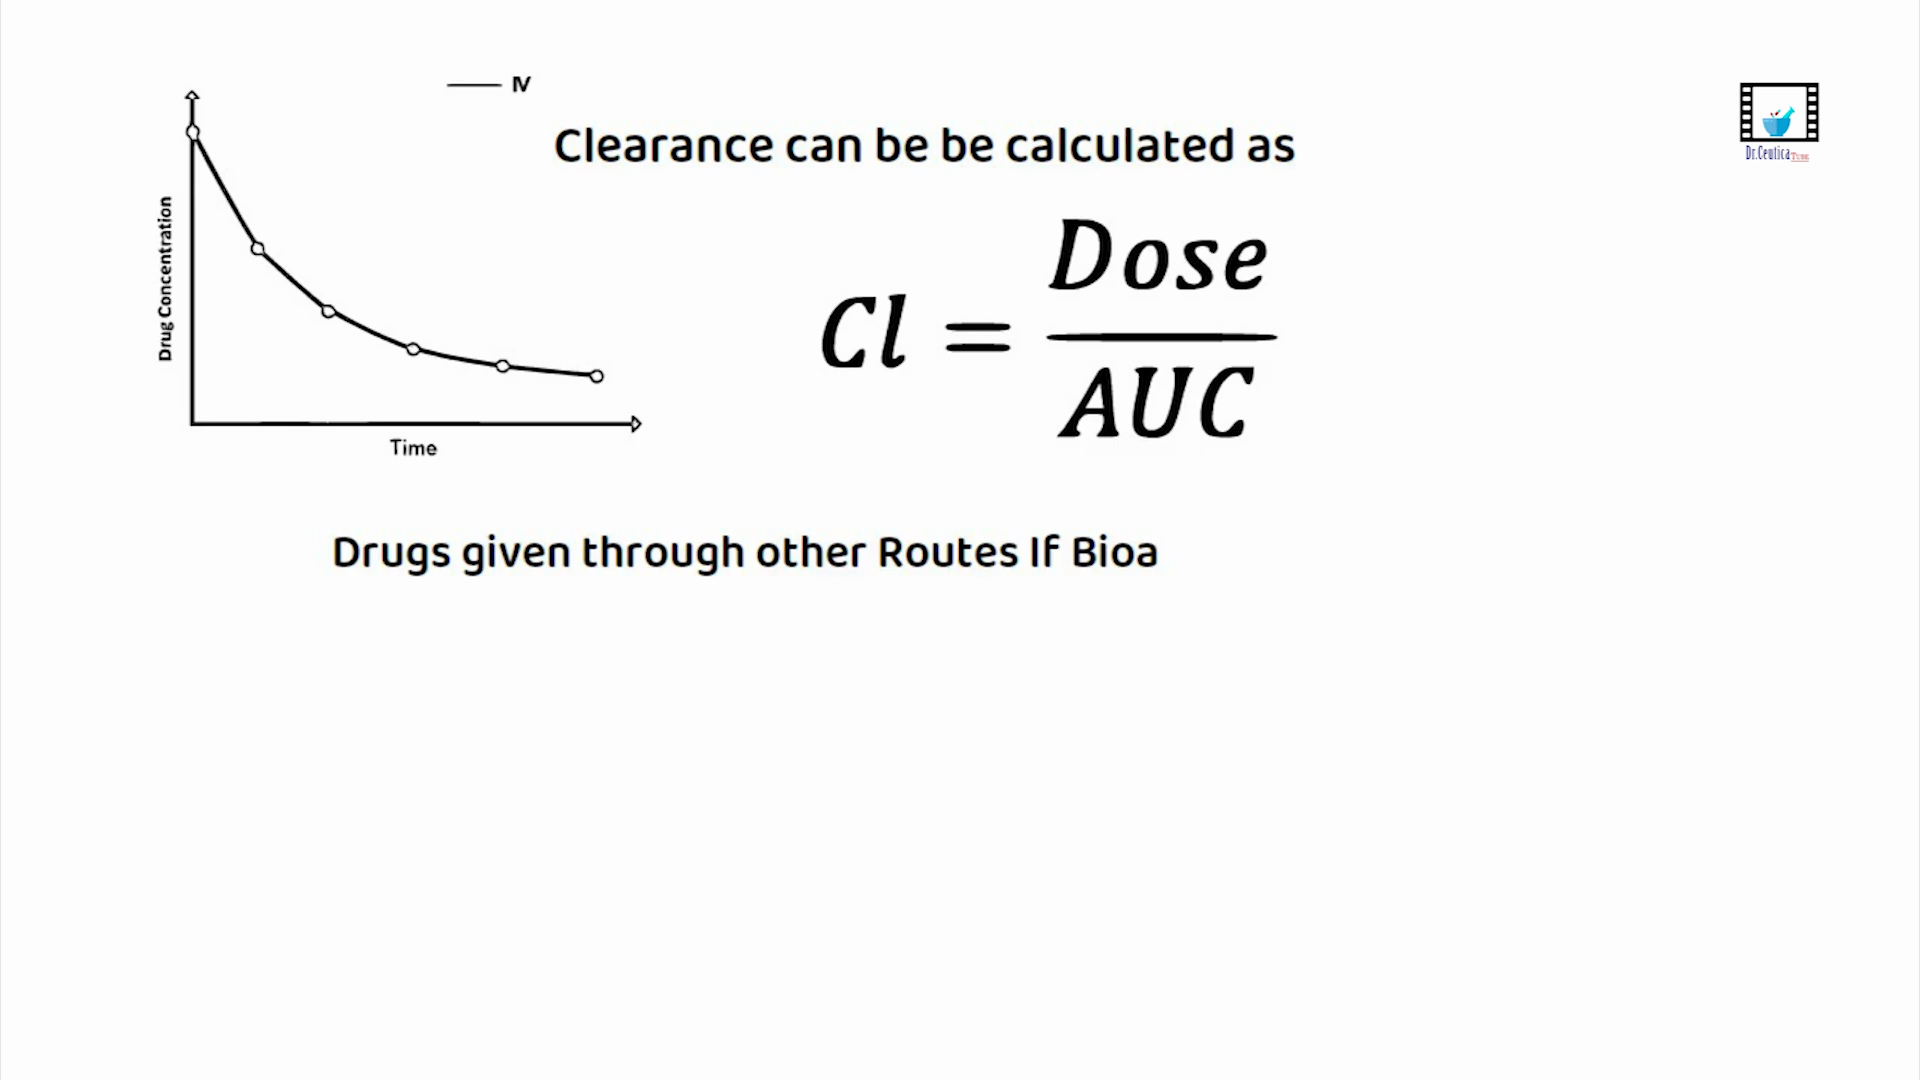 IV
Clearance can be be calculated as
Drug Concentration
Cl = Dose / AUC
Time
Dr.Ceutica Tube
Drugs given through other Routes If Bioa